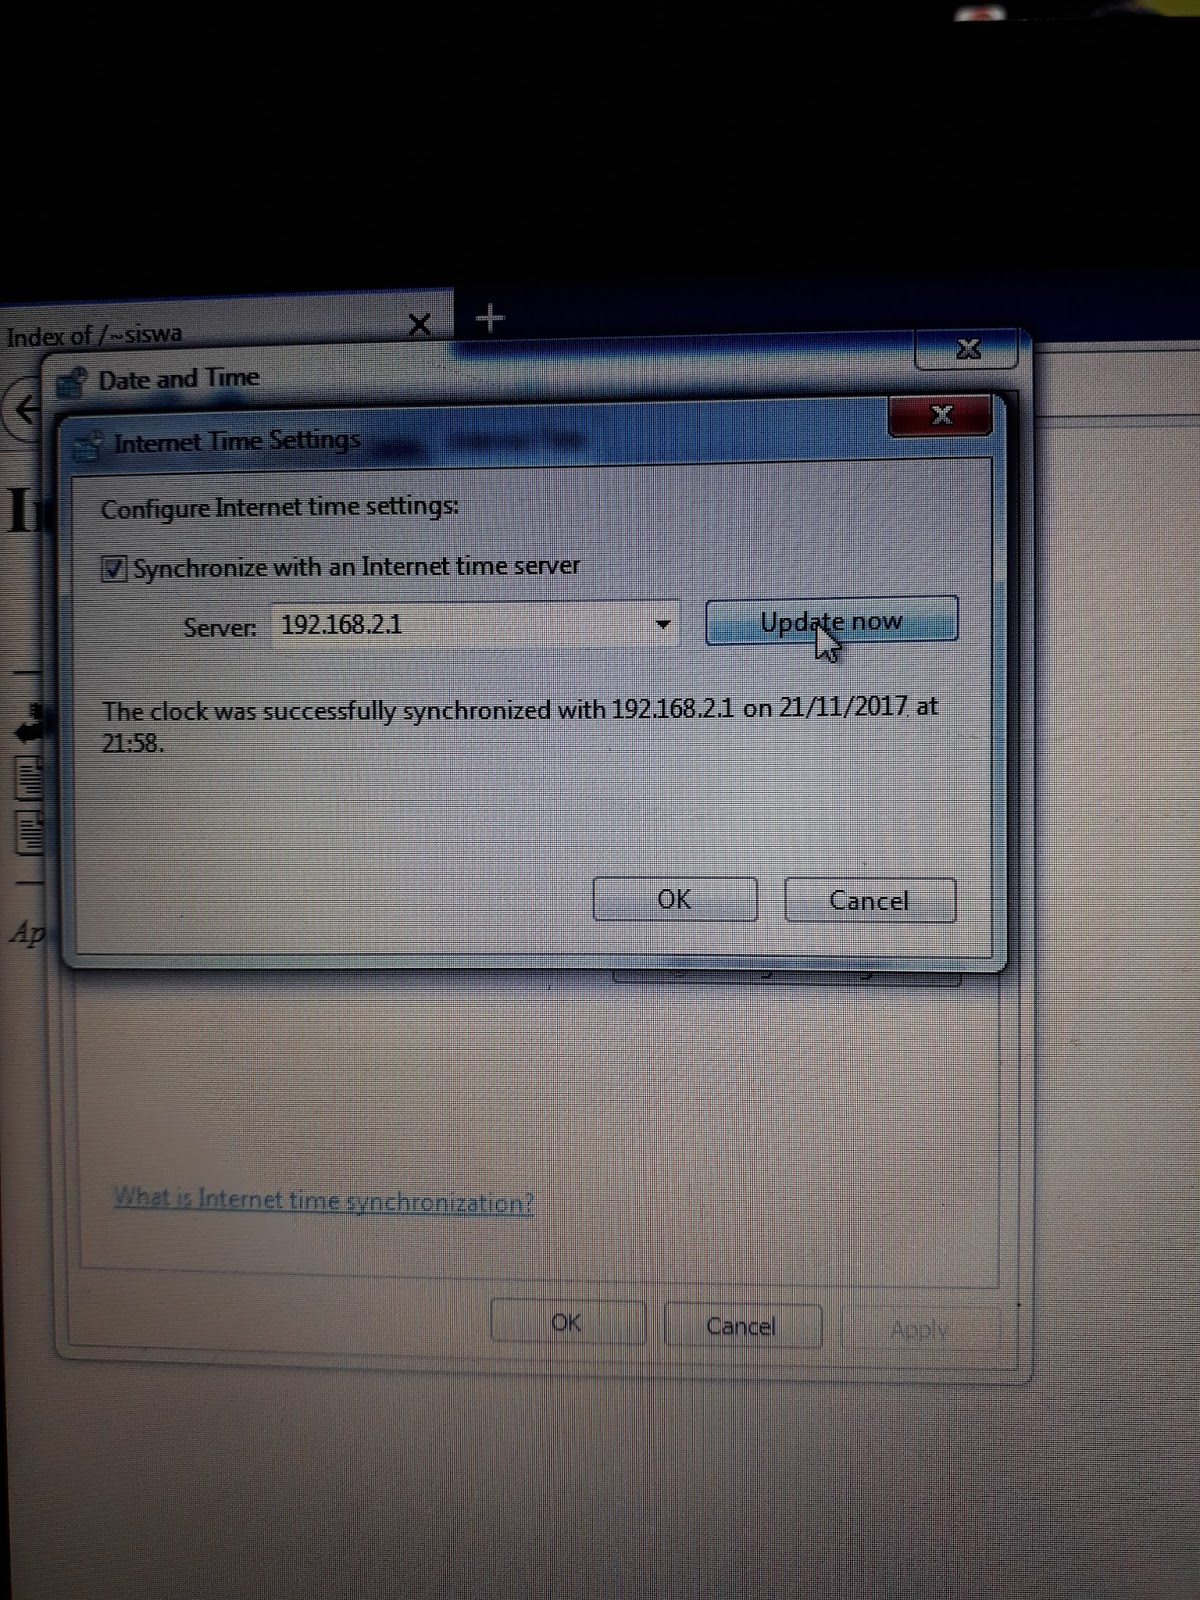 Index of /~siswa
Date and Time
Internet Time Settings
Configure Internet time settings:
Synchronize with an Internet time server
Server: 192.168.2.1 Update now
The clock was successfully synchronized with 192.168.2.1 on 21/11/2017 at
21:58.
OK Cancel
Ap
What is Internet time synchronization?
OK Cancel Apply